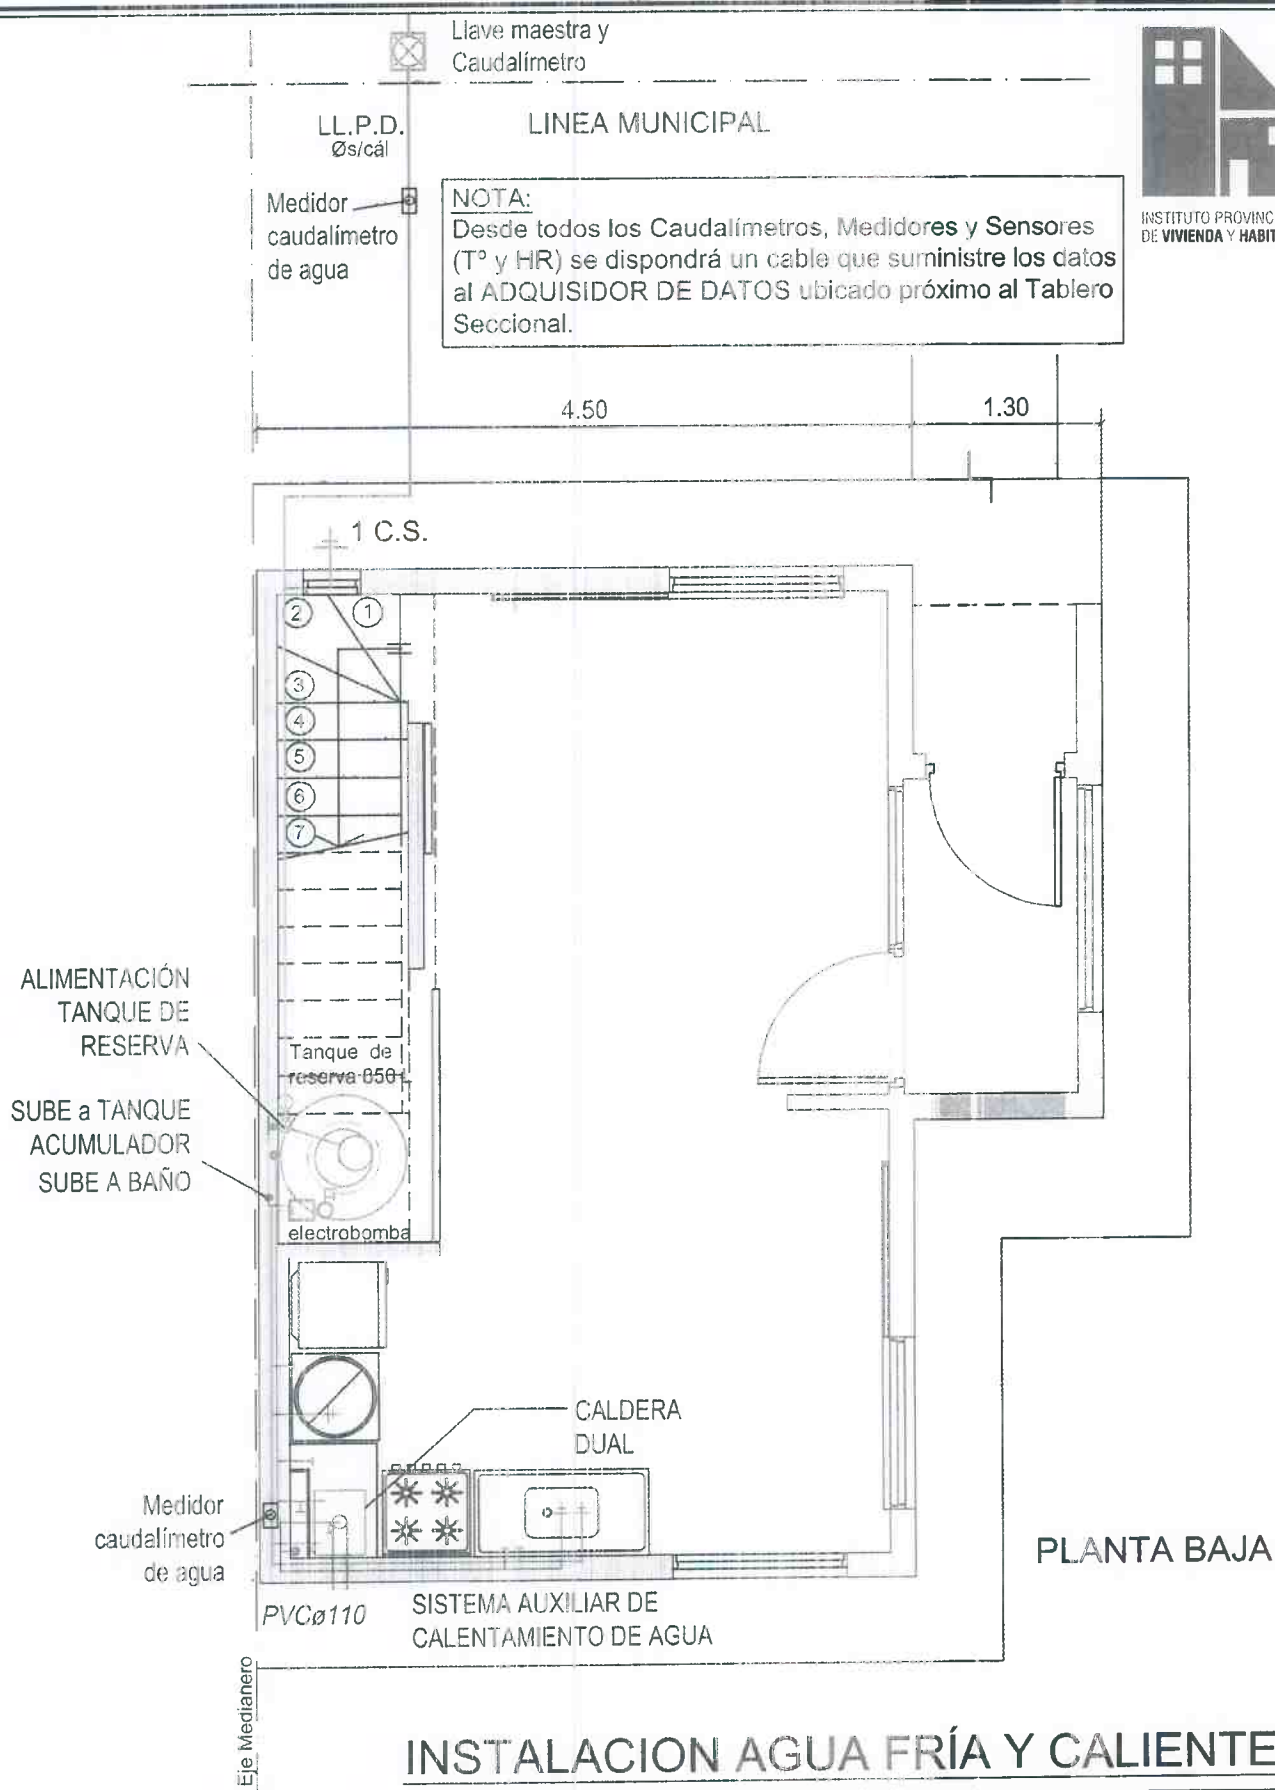 Llave maestra y
Caudalímetro
LL.P.D.
Øs/cál
LINEA MUNICIPAL
INSTITUTO PROVINC
DE VIVIENDA Y HABIT
Medidor
caudalímetro
de agua
NOTA:
Desde todos los Caudalímetros, Medidores y Sensores
(Tº y HR) se dispondrá un cable que suministre los datos
al ADQUISIDOR DE DATOS ubicado próximo al Tablero
Seccional.
4.50
1.30
1 C.S.
2
1
3
4
5
6
7
ALIMENTACIÓN
TANQUE DE
RESERVA
Tanque de
reserva 850 l
SUBE a TANQUE
ACUMULADOR
SUBE A BAÑO
electrobomba
CALDERA
DUAL
Medidor
caudalímetro
de agua
PLANTA BAJA
PVCø110
SISTEMA AUXILIAR DE
CALENTAMIENTO DE AGUA
Eje Medianero
INSTALACION AGUA FRÍA Y CALIENTE